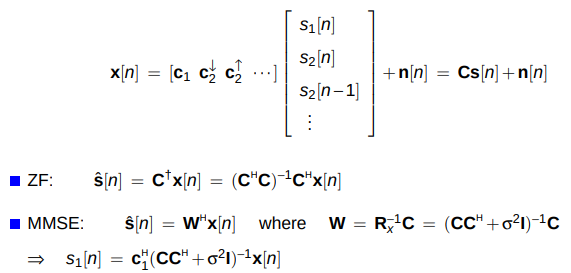 x[n] = [c₁ c₂↓ c₂↑ ⋯] [s₁[n] s₂[n] s₂[n−1] ⋮] + n[n] = Cs[n] + n[n]
■ ZF: ŝ[n] = C†x[n] = (CᴴC)⁻¹Cᴴx[n]
■ MMSE: ŝ[n] = Wᴴx[n] where W = Rₓ⁻¹C = (CCᴴ + σ²I)⁻¹C
⇒ s₁[n] = c₁ᴴ(CCᴴ + σ²I)⁻¹x[n]